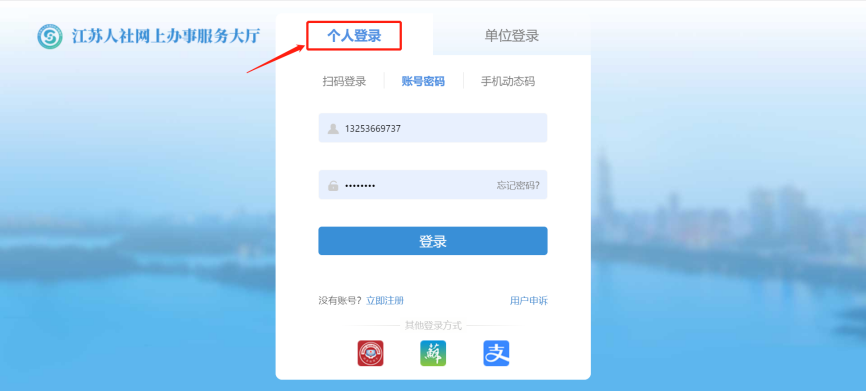 江苏人社网上办事服务大厅
个人登录 单位登录
扫码登录 账号密码 手机动态码
13253669737
•••••••• 忘记密码?
登录
没有账号? 立即注册 用户申诉
其他登录方式
蘇
支